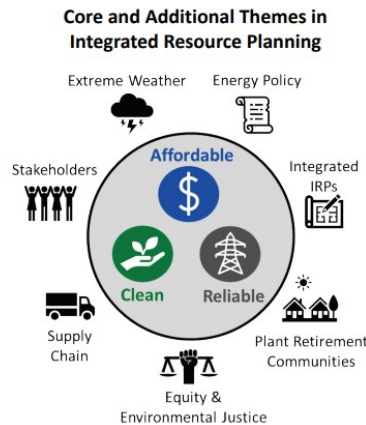 Core and Additional Themes in
Integrated Resource Planning
Extreme Weather
Energy Policy
Stakeholders
Affordable
$
Integrated
IRPs
Clean
Reliable
Supply
Chain
Plant Retirement
Communities
Equity &
Environmental Justice